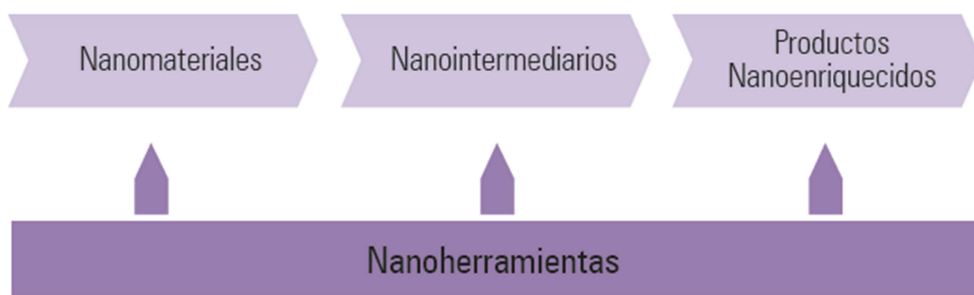 Nanomateriales
Nanointermediarios
Productos
Nanoenriquecidos
Nanoherramientas